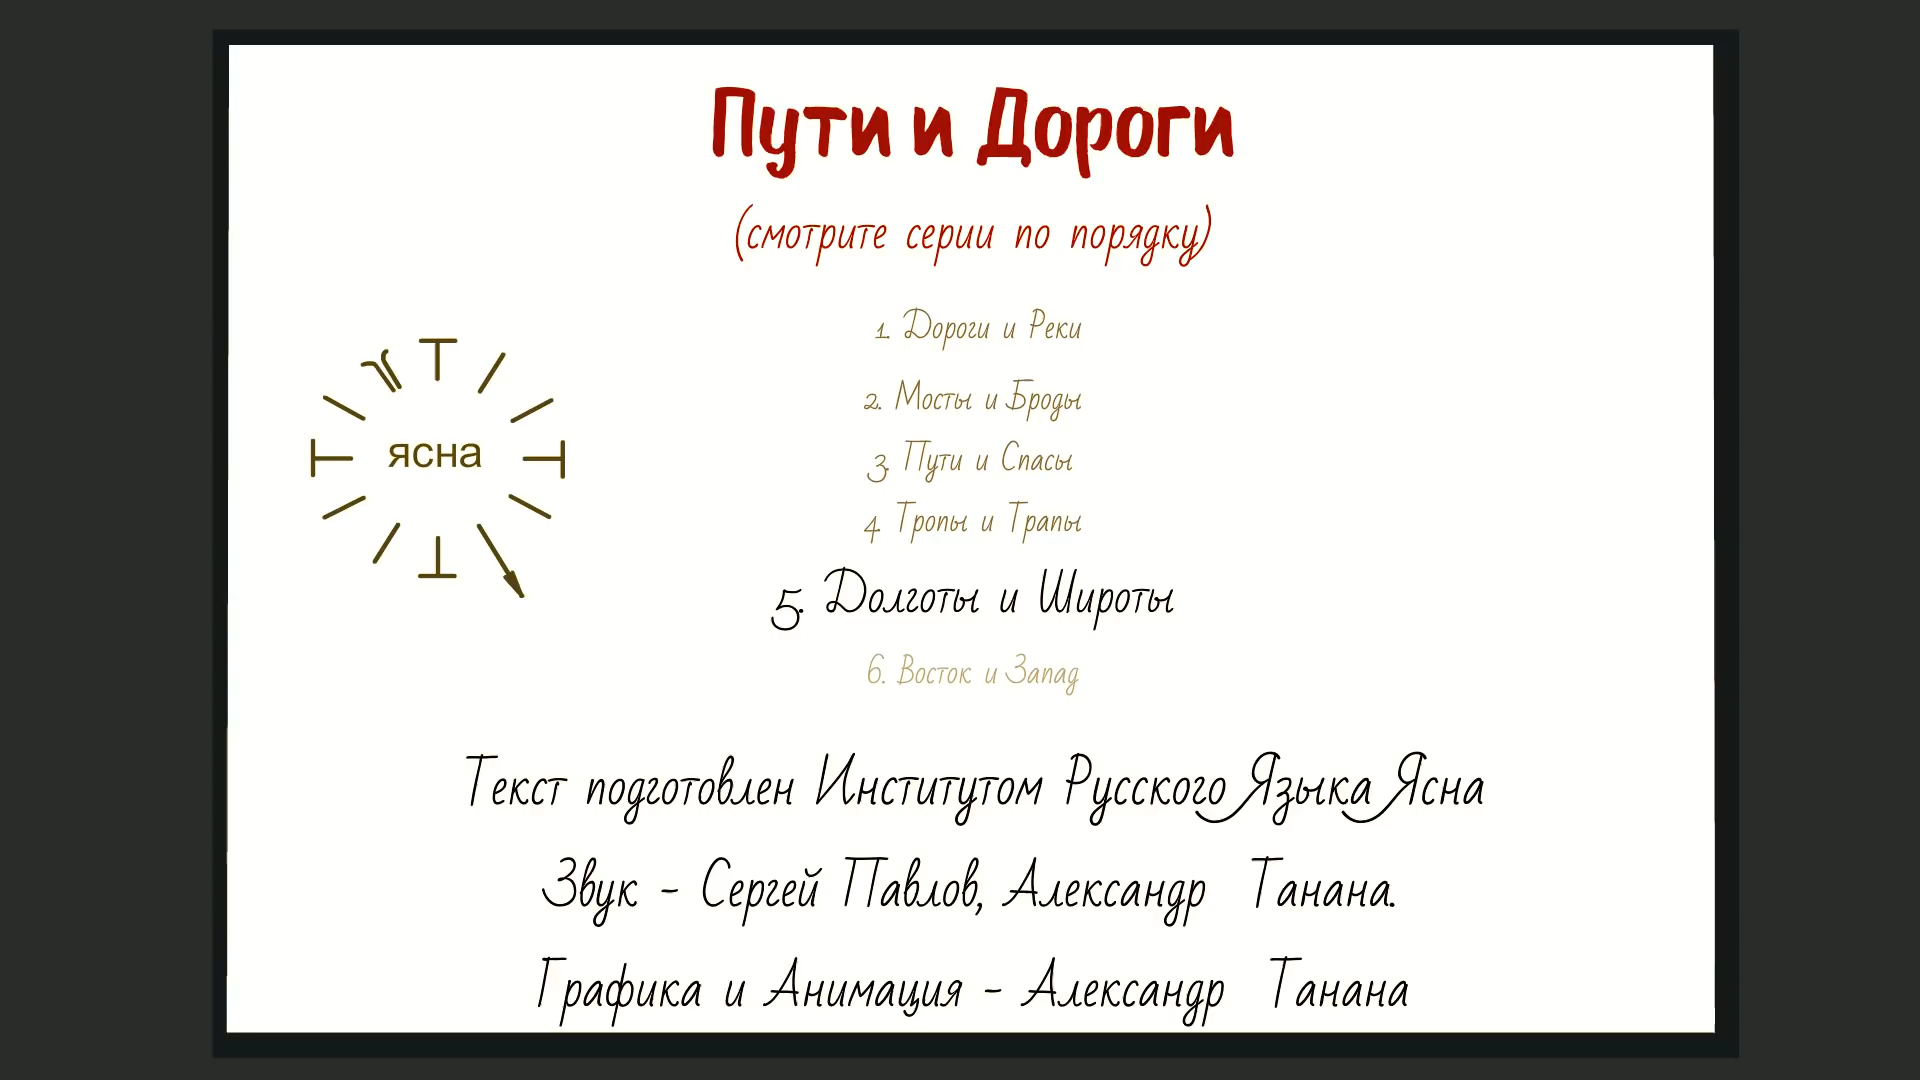 Пути и Дороги
(смотрите серии по порядку)
1. Дороги и Реки
2. Мосты и Броды
3. Пути и Спасы
4. Тропы и Трапы
ясна
5. Долготы и Широты
6. Восток и Запад
Текст подготовлен Институтом Русского Языка Ясна
Звук - Сергей Павлов, Александр Танана.
Графика и Анимация - Александр Танана